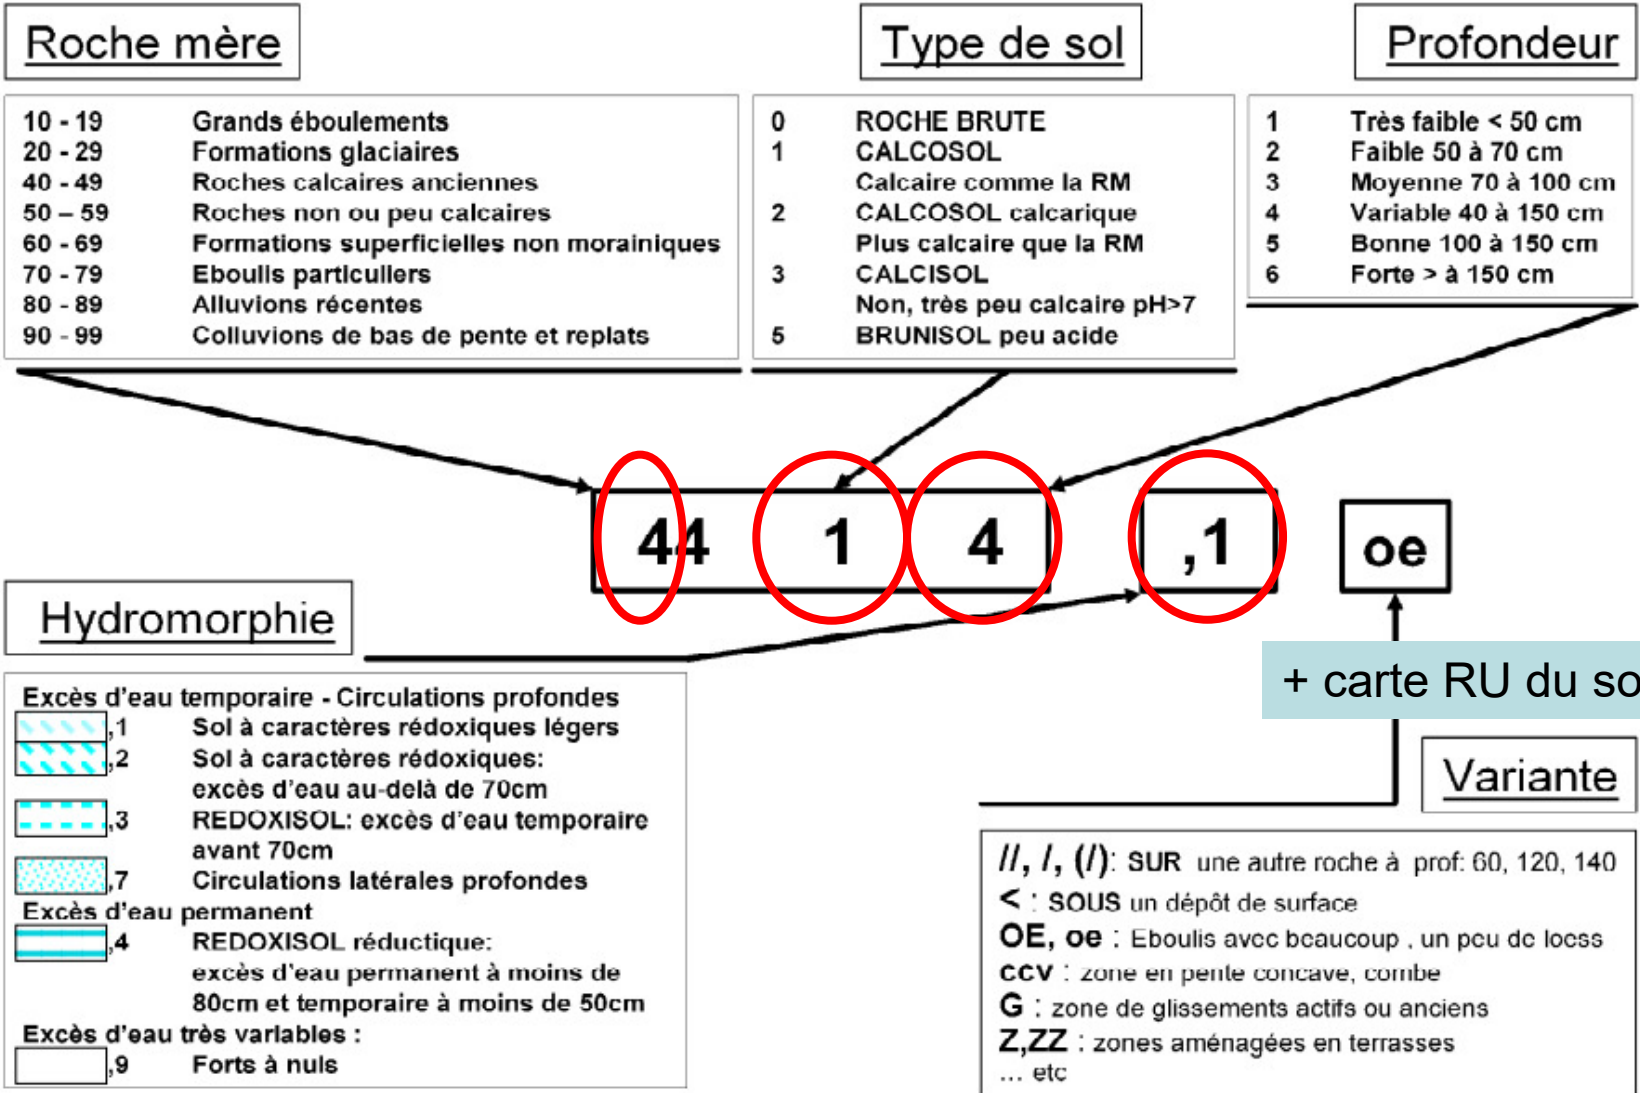 Roche mère
10 - 19 Grands éboulements
20 - 29 Formations glaciaires
40 - 49 Roches calcaires anciennes
50 – 59 Roches non ou peu calcaires
60 - 69 Formations superficielles non morainiques
70 - 79 Eboulis particuliers
80 - 89 Alluvions récentes
90 - 99 Colluvions de bas de pente et replats
Type de sol
0 ROCHE BRUTE
1 CALCOSOL
Calcaire comme la RM
2 CALCOSOL calcarique
Plus calcaire que la RM
3 CALCISOL
Non, très peu calcaire pH>7
5 BRUNISOL peu acide
Profondeur
1 Très faible < 50 cm
2 Faible 50 à 70 cm
3 Moyenne 70 à 100 cm
4 Variable 40 à 150 cm
5 Bonne 100 à 150 cm
6 Forte > à 150 cm
44 1 4 ,1 oe
Hydromorphie
Excès d'eau temporaire - Circulations profondes
,1 Sol à caractères rédoxiques légers
,2 Sol à caractères rédoxiques:
excès d'eau au-delà de 70cm
,3 REDOXISOL: excès d'eau temporaire
avant 70cm
,7 Circulations latérales profondes
Excès d'eau permanent
,4 REDOXISOL réductique:
excès d'eau permanent à moins de
80cm et temporaire à moins de 50cm
Excès d'eau très variables :
,9 Forts à nuls
+ carte RU du so
Variante
//, /, (/): SUR une autre roche à prof: 60, 120, 140
< : SOUS un dépôt de surface
OE, oe : Eboulis avec beaucoup , un peu de loess
ccv : zone en pente concave, combe
G : zone de glissements actifs ou anciens
Z,ZZ : zones aménagées en terrasses
... etc